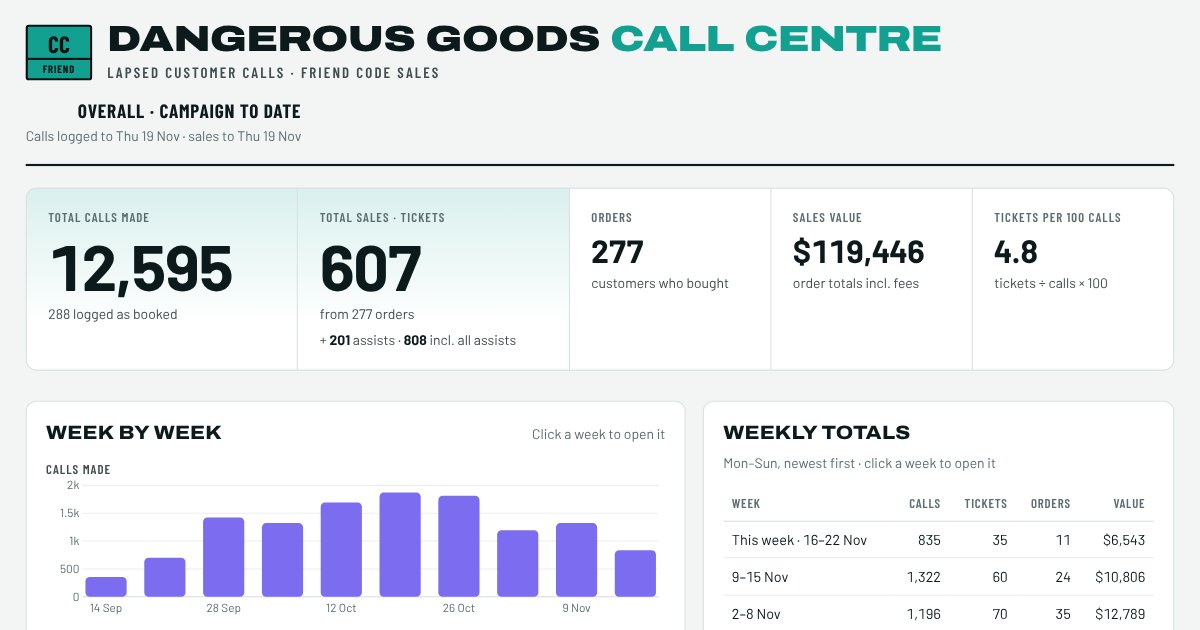 CC
FRIEND
DANGEROUS GOODS CALL CENTRE
LAPSED CUSTOMER CALLS · FRIEND CODE SALES
OVERALL · CAMPAIGN TO DATE
Calls logged to Thu 19 Nov · sales to Thu 19 Nov
TOTAL CALLS MADE
12,595
288 logged as booked
TOTAL SALES · TICKETS
607
from 277 orders
+ 201 assists · 808 incl. all assists
ORDERS
277
customers who bought
SALES VALUE
$119,446
order totals incl. fees
TICKETS PER 100 CALLS
4.8
tickets ÷ calls × 100
WEEK BY WEEK
Click a week to open it
CALLS MADE
2k
1.5k
1k
500
0
14 Sep 28 Sep 12 Oct 26 Oct 9 Nov
WEEKLY TOTALS
Mon–Sun, newest first · click a week to open it
WEEK CALLS TICKETS ORDERS VALUE
This week · 16–22 Nov 835 35 11 $6,543
9–15 Nov 1,322 60 24 $10,806
2–8 Nov 1,196 70 35 $12,789